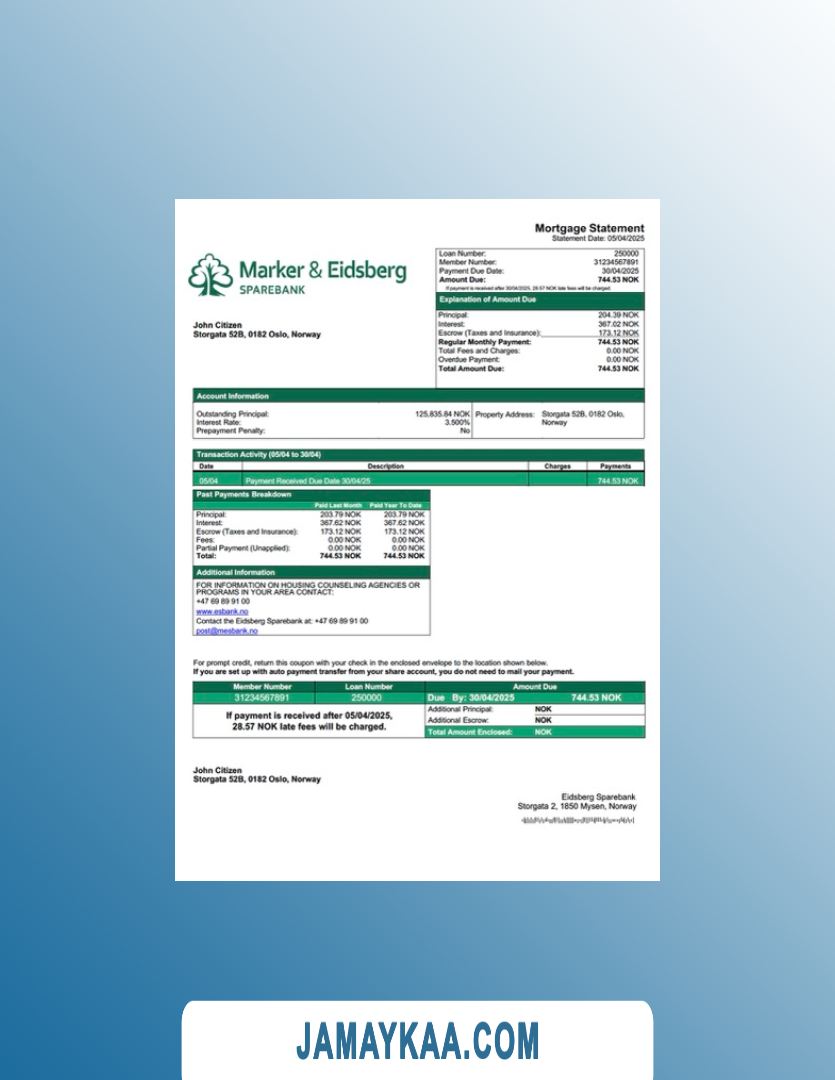 Mortgage Statement
Statement Date: 05/04/2025
Marker & Eidsberg
SPAREBANK
Loan Number: 250000
Member Number: 31234567891
Payment Due Date: 30/04/2025
Amount Due: 744.53 NOK
If payment is received after 30/04/2025, 28.57 NOK late fees will be charged.
Explanation of Amount Due
Principal: 204.39 NOK
Interest: 367.02 NOK
Escrow (Taxes and Insurance): 173.12 NOK
Regular Monthly Payment: 744.53 NOK
Total Fees and Charges: 0.00 NOK
Overdue Payment: 0.00 NOK
Total Amount Due: 744.53 NOK
John Citizen
Storgata 52B, 0182 Oslo, Norway
Account Information
Outstanding Principal: 125,835.84 NOK
Interest Rate: 3.500%
Prepayment Penalty: No
Property Address: Storgata 52B, 0182 Oslo,
Norway
Transaction Activity (05/04 to 30/04)
Date Description Charges Payments
05/04 Payment Received Due Date 30/04/25 744.53 NOK
Past Payments Breakdown
Paid Last Month Paid Year To Date
Principal: 203.79 NOK 203.79 NOK
Interest: 367.62 NOK 367.62 NOK
Escrow (Taxes and Insurance): 173.12 NOK 173.12 NOK
Fees: 0.00 NOK 0.00 NOK
Partial Payment (Unapplied): 0.00 NOK 0.00 NOK
Total: 744.53 NOK 744.53 NOK
Additional Information
FOR INFORMATION ON HOUSING COUNSELING AGENCIES OR
PROGRAMS IN YOUR AREA CONTACT:
+47 69 89 91 00
www.esbank.no
Contact the Eidsberg Sparebank at: +47 69 89 91 00
post@mesbank.no
For prompt credit, return this coupon with your check in the enclosed envelope to the location shown below.
If you are set up with auto payment transfer from your share account, you do not need to mail your payment.
Member Number Loan Number Amount Due
31234567891 250000 Due By: 30/04/2025 744.53 NOK
If payment is received after 05/04/2025,
28.57 NOK late fees will be charged.
Additional Principal: NOK
Additional Escrow: NOK
Total Amount Enclosed: NOK
John Citizen
Storgata 52B, 0182 Oslo, Norway
Eidsberg Sparebank
Storgata 2, 1850 Mysen, Norway
JAMAYKAA.COM